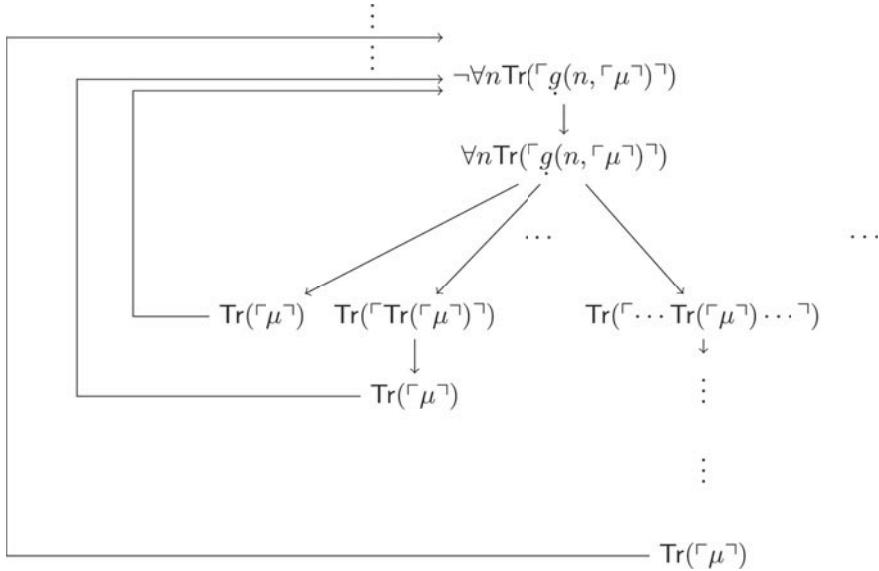 ⋮
⋮
¬∀nTr(⌜g̣(n, ⌜μ⌝)⌝)
∀nTr(⌜g̣(n, ⌜μ⌝)⌝)
⋯ ⋯
Tr(⌜μ⌝) Tr(⌜Tr(⌜μ⌝)⌝) Tr(⌜⋯Tr(⌜μ⌝)⋯⌝)
Tr(⌜μ⌝) ⋮
⋮
Tr(⌜μ⌝)